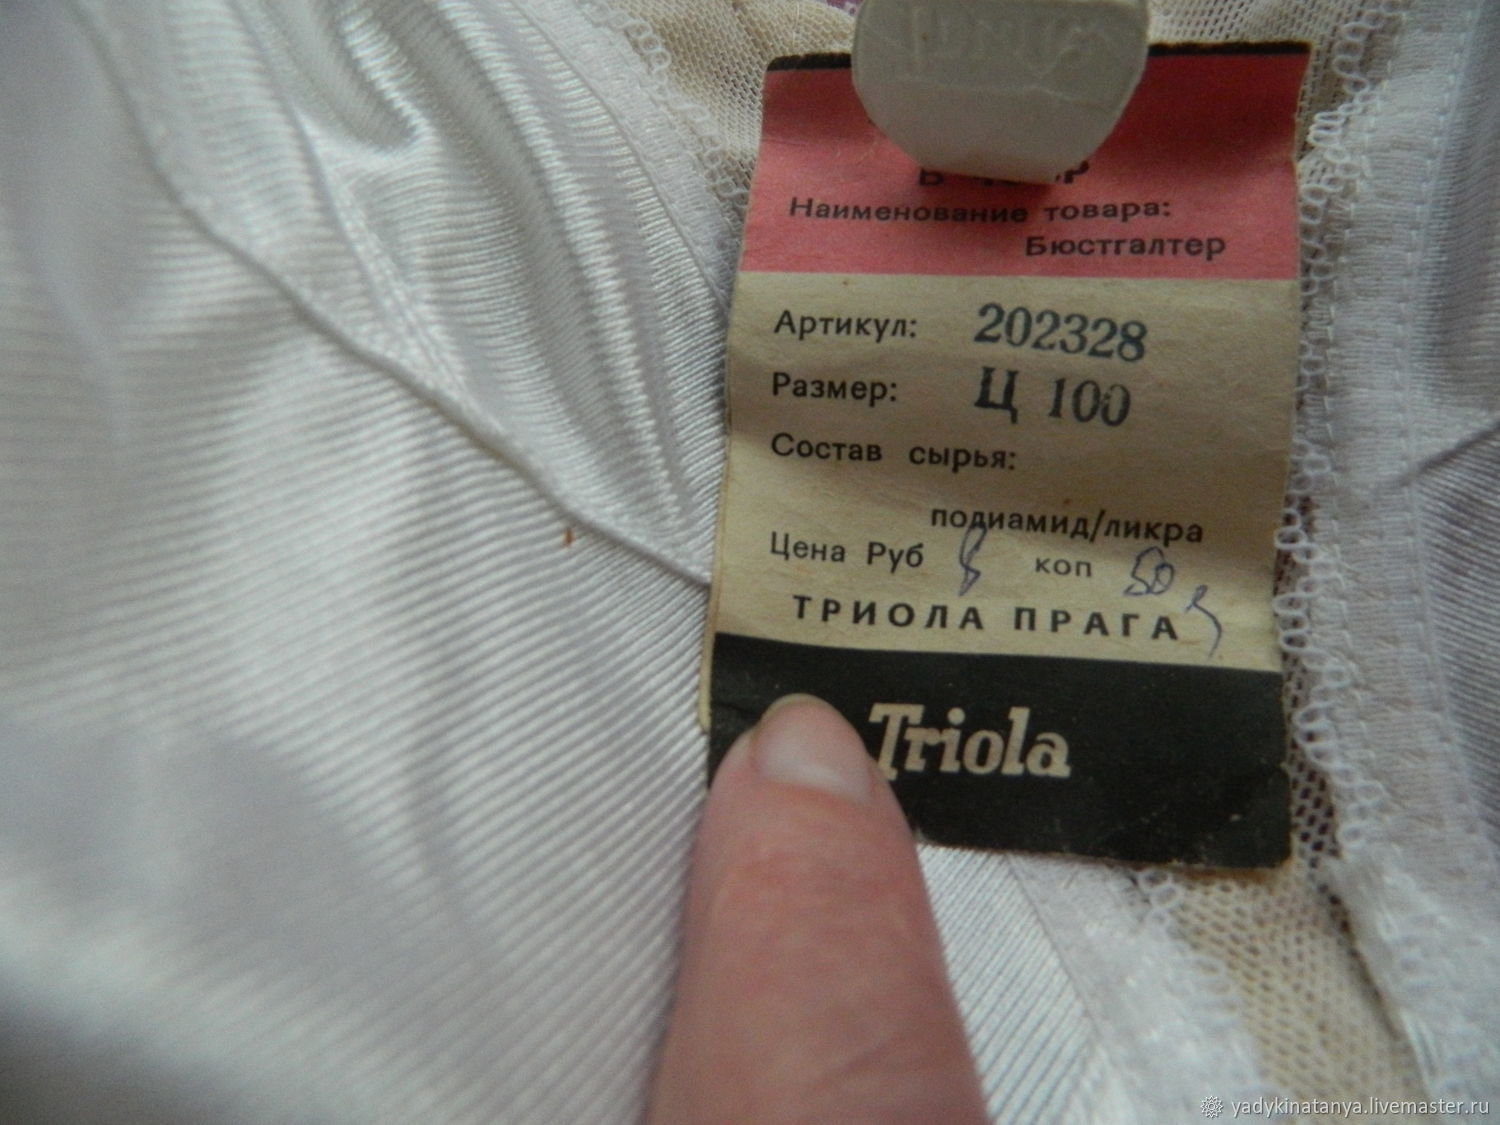 Наименование товара:
Бюстгалтер
Артикул: 202328
Размер: Ц 100
Состав сырья:
полиамид/ликра
Цена Руб 8 коп 50
ТРИОЛА ПРАГА
Triola
yadykinatanya.livemaster.ru